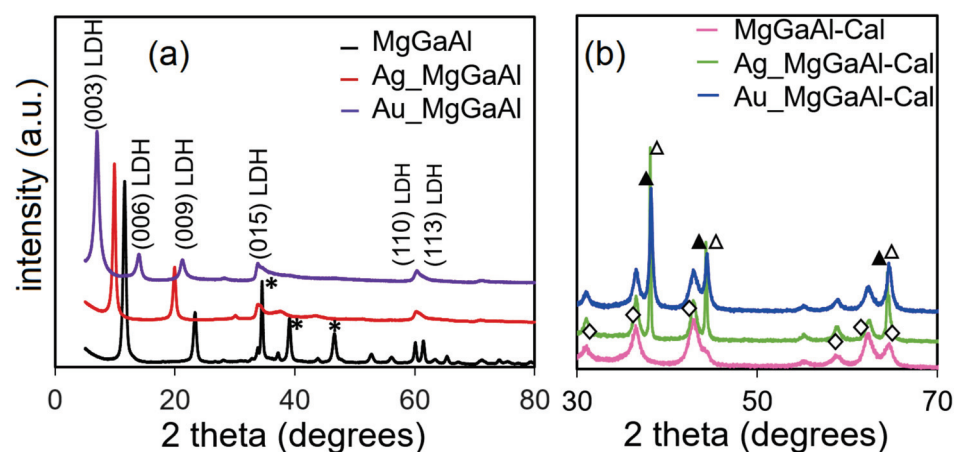 (a)
MgGaAl
Ag_MgGaAl
Au_MgGaAl
(003) LDH
(006) LDH
(009) LDH
(015) LDH
(110) LDH
(113) LDH
*
*
*
intensity (a.u.)
0
20
40
60
80
2 theta (degrees)
(b)
MgGaAl-Cal
Ag_MgGaAl-Cal
Au_MgGaAl-Cal
30
50
70
2 theta (degrees)